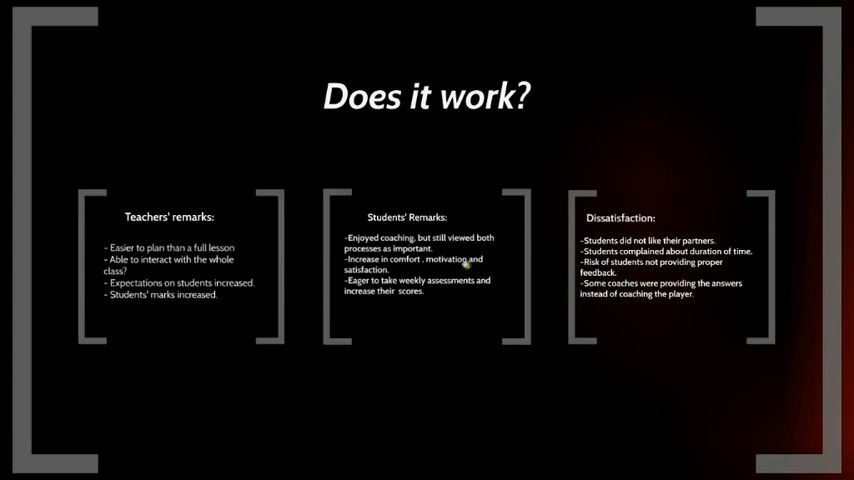 Does it work?
Teachers' remarks:
- Easier to plan than a full lesson
- Able to interact with the whole
class?
- Expectations on students increased.
- Students' marks increased.
Students' Remarks:
-Enjoyed coaching, but still viewed both
processes as important.
-Increase in comfort , motivation and
satisfaction.
-Eager to take weekly assessments and
increase their scores.
Dissatisfaction:
-Students did not like their partners.
-Students complained about duration of time.
-Risk of students not providing proper
feedback.
-Some coaches were providing the answers
instead of coaching the player.